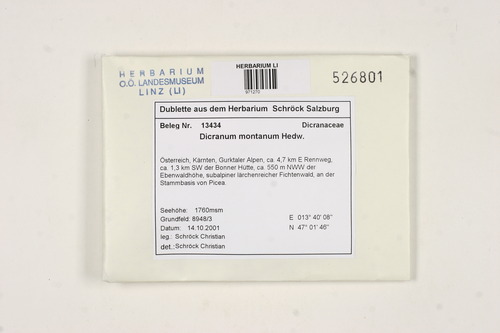 HERBARIUM
O.Ö. LANDESMUSEUM
LINZ (LI)
HERBARIUM LI
971270
526801
Dublette aus dem Herbarium Schröck Salzburg
Beleg Nr. 13434 Dicranaceae
Dicranum montanum Hedw.
Österreich, Kärnten, Gurktaler Alpen, ca. 4,7 km E Rennweg,
ca. 1,3 km SW der Bonner Hütte, ca. 550 m NWW der
Ebenwaldhöhe, subalpiner lärchenreicher Fichtenwald, an der
Stammbasis von Picea.
Seehöhe: 1760msm E 013° 40' 08"
Grundfeld: 8948/3
Datum: 14.10.2001 N 47° 01' 46"
leg.: Schröck Christian
det.: Schröck Christian